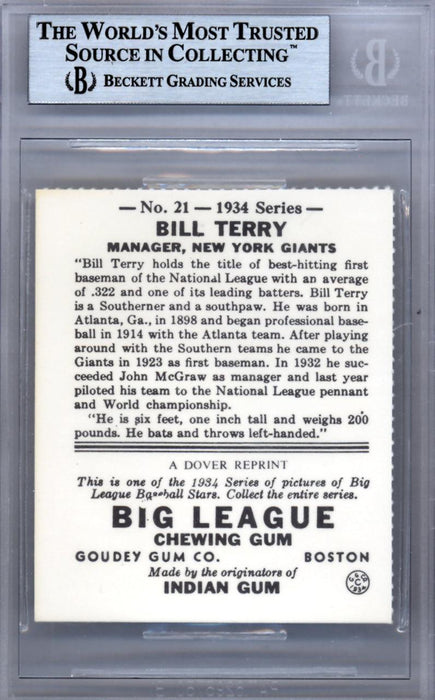 THE WORLD'S MOST TRUSTED
SOURCE IN COLLECTING™
B BECKETT GRADING SERVICES
B
BECKETT
— No. 21 — 1934 Series —
BILL TERRY
MANAGER, NEW YORK GIANTS
"Bill Terry holds the title of best-hitting first
baseman of the National League with an average
of .322 and one of its leading batters. Bill Terry
is a Southerner and a southpaw. He was born in
Atlanta, Ga., in 1898 and began professional base-
ball in 1914 with the Atlanta team. After playing
around with the Southern teams he came to the
Giants in 1923 as first baseman. In 1932 he suc-
ceeded John McGraw as manager and last year
piloted his team to the National League pennant
and World championship.
"He is six feet, one inch tall and weighs 200
pounds. He bats and throws left-handed."
A DOVER REPRINT
This is one of the 1934 Series of pictures of Big
League Baseball Stars. Collect the entire series.
BIG LEAGUE
CHEWING GUM
GOUDEY GUM CO. BOSTON
Made by the originators of
INDIAN GUM